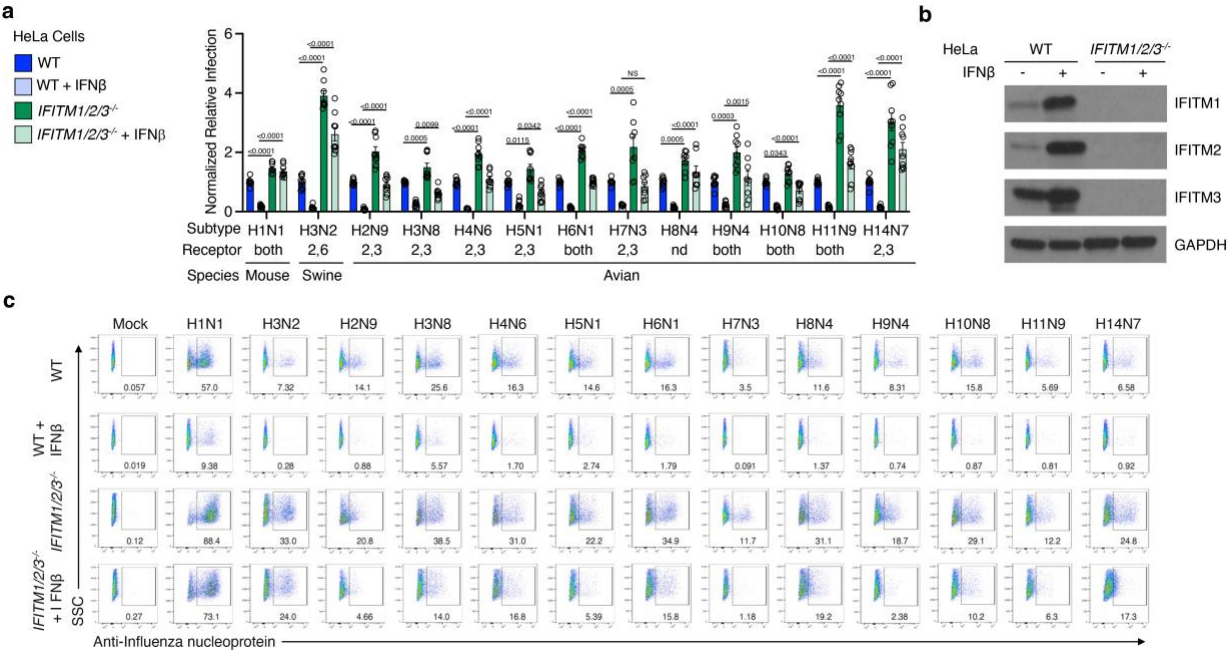 a
HeLa Cells
WT
WT + IFNβ
IFITM1/2/3-/-
IFITM1/2/3-/- + IFNβ
Normalized Relative Infection
6
4
2
0
<0.0001 <0.0001 <0.0001 <0.0001 <0.0001 <0.0001 0.0005 0.0099 <0.0001 <0.0001 0.0115 0.0342 <0.0001 <0.0001 0.0005 NS 0.0005 <0.0001 0.0003 0.0015 0.0343 <0.0001 <0.0001 <0.0001 <0.0001 <0.0001
Subtype H1N1 H3N2 H2N9 H3N8 H4N6 H5N1 H6N1 H7N3 H8N4 H9N4 H10N8 H11N9 H14N7
Receptor both 2,6 2,3 2,3 2,3 2,3 both 2,3 nd both both both 2,3
Species Mouse Swine Avian
b
HeLa WT IFITM1/2/3-/-
IFNβ - + - +
IFITM1
IFITM2
IFITM3
GAPDH
c
Mock H1N1 H3N2 H2N9 H3N8 H4N6 H5N1 H6N1 H7N3 H8N4 H9N4 H10N8 H11N9 H14N7
WT
0.057 57.0 7.32 14.1 25.6 16.3 14.6 16.3 3.5 11.6 8.31 15.8 5.69 6.58
WT + IFNβ
0.019 9.38 0.28 0.88 5.57 1.70 2.74 1.79 0.091 1.37 0.74 0.87 0.81 0.92
IFITM1/2/3-/-
0.12 88.4 33.0 20.8 38.5 31.0 22.2 34.9 11.7 31.1 18.7 29.1 12.2 24.8
IFITM1/2/3-/- + I FNβ
0.27 73.1 24.0 4.66 14.0 16.8 5.39 15.8 1.18 19.2 2.38 10.2 6.3 17.3
SSC
Anti-Influenza nucleoprotein